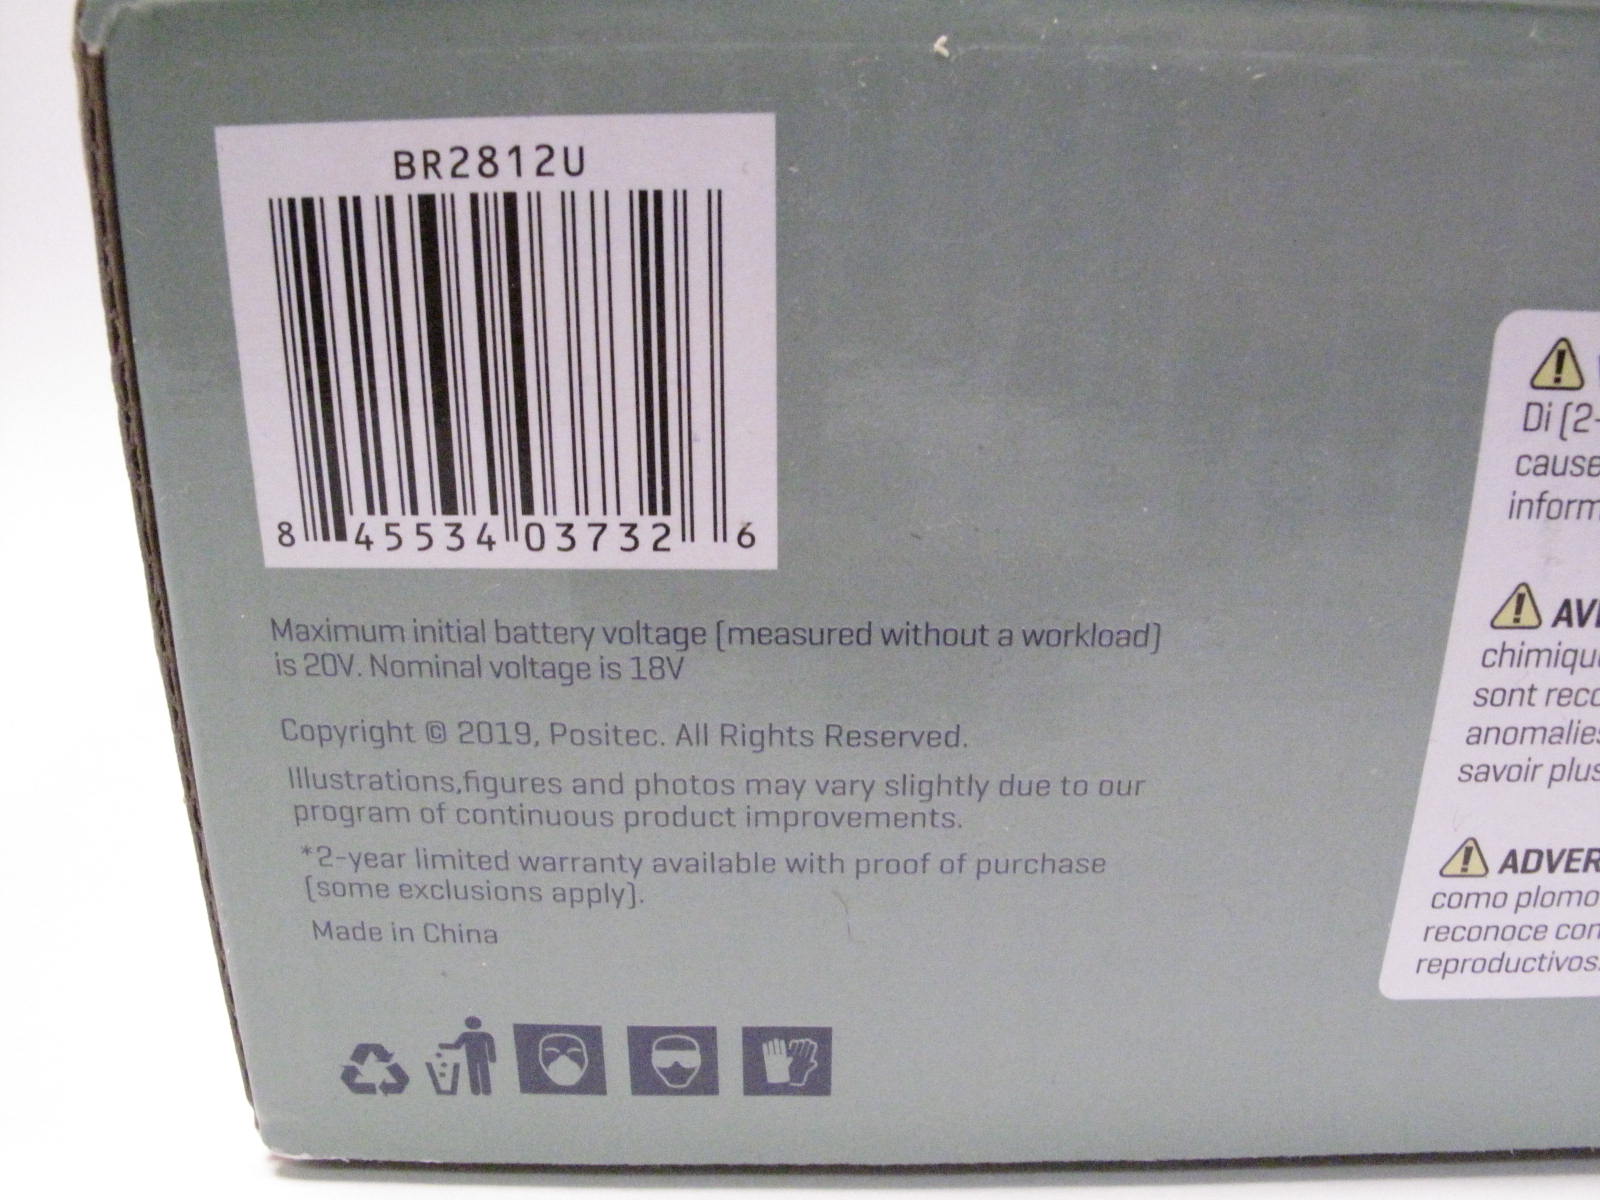 BR2812U
8 45534 03732 6
Maximum initial battery voltage (measured without a workload)
is 20V. Nominal voltage is 18V
Copyright © 2019, Positec. All Rights Reserved.
Illustrations,figures and photos may vary slightly due to our
program of continuous product improvements.
*2-year limited warranty available with proof of purchase
(some exclusions apply).
Made in China
Di (2-
cause
inform
AVE
chimique
sont reco
anomalies
savoir plus
ADVER
como plomo
reconoce com
reproductivos.